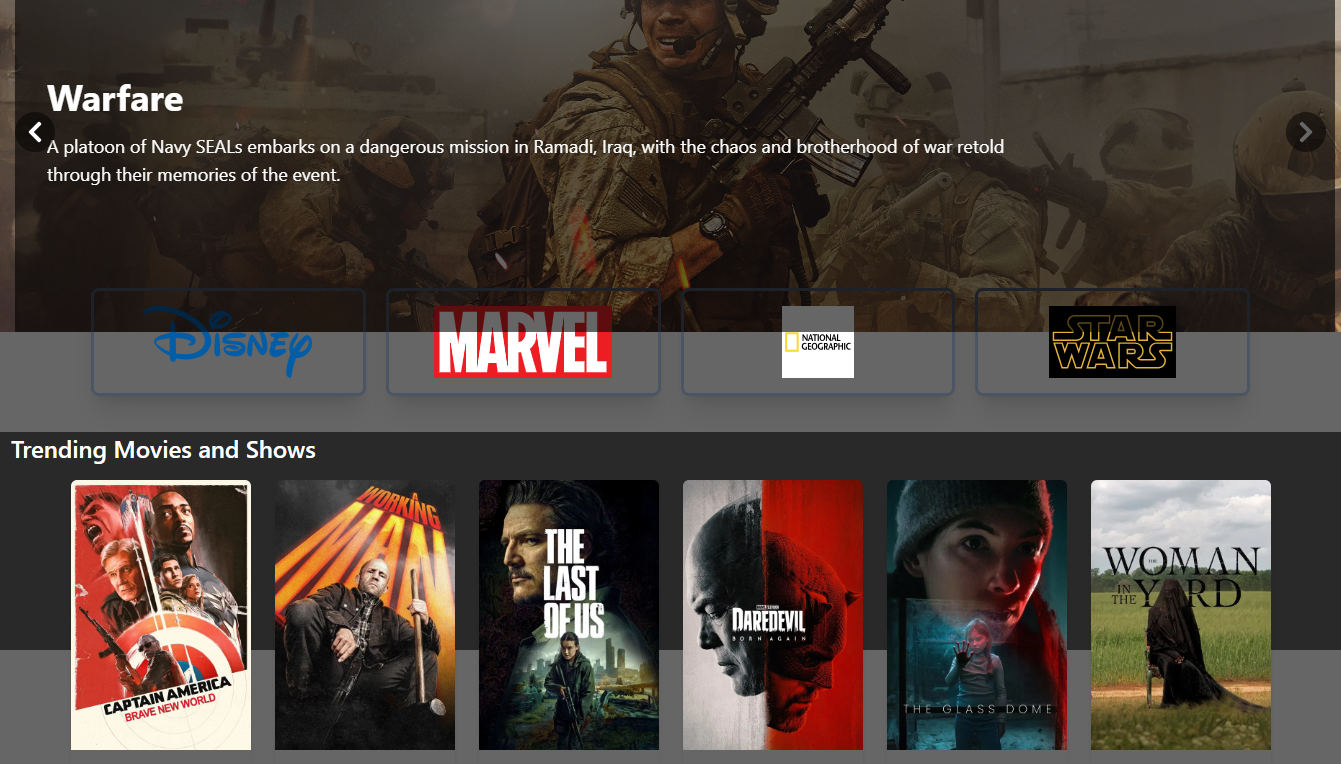 Warfare
A platoon of Navy SEALs embarks on a dangerous mission in Ramadi, Iraq, with the chaos and brotherhood of war retold
through their memories of the event.
Disney
MARVEL
NATIONAL
GEOGRAPHIC
STAR
WARS
Trending Movies and Shows
CAPTAIN AMERICA
BRAVE NEW WORLD
A
WORKING
MAN
THE
LAST
OF US
DAREDEVIL
BORN AGAIN
THE GLASS DOME
THE
WOMAN
IN
THE YARD